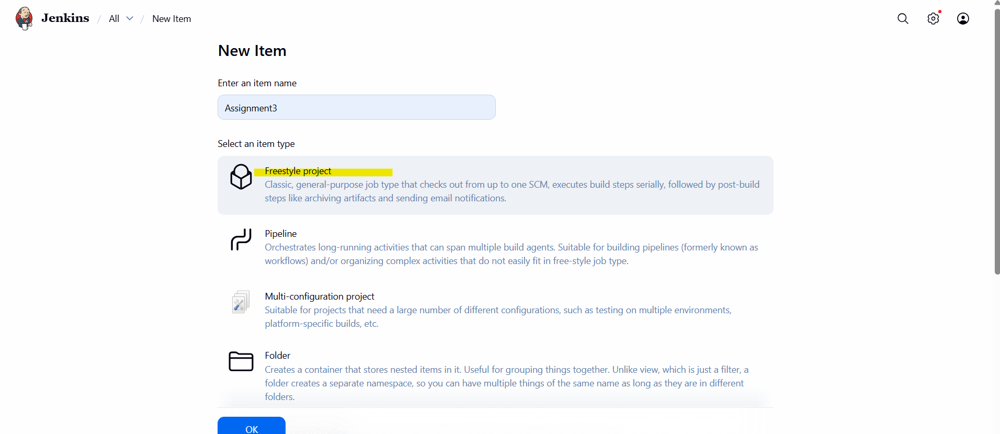 Jenkins / All / New Item
New Item
Enter an item name
Assignment3
Select an item type
Freestyle project
Classic, general-purpose job type that checks out from up to one SCM, executes build steps serially, followed by post-build
steps like archiving artifacts and sending email notifications.
Pipeline
Orchestrates long-running activities that can span multiple build agents. Suitable for building pipelines (formerly known as
workflows) and/or organizing complex activities that do not easily fit in free-style job type.
Multi-configuration project
Suitable for projects that need a large number of different configurations, such as testing on multiple environments,
platform-specific builds, etc.
Folder
Creates a container that stores nested items in it. Useful for grouping things together. Unlike view, which is just a filter, a
folder creates a separate namespace, so you can have multiple things of the same name as long as they are in different
folders.
OK